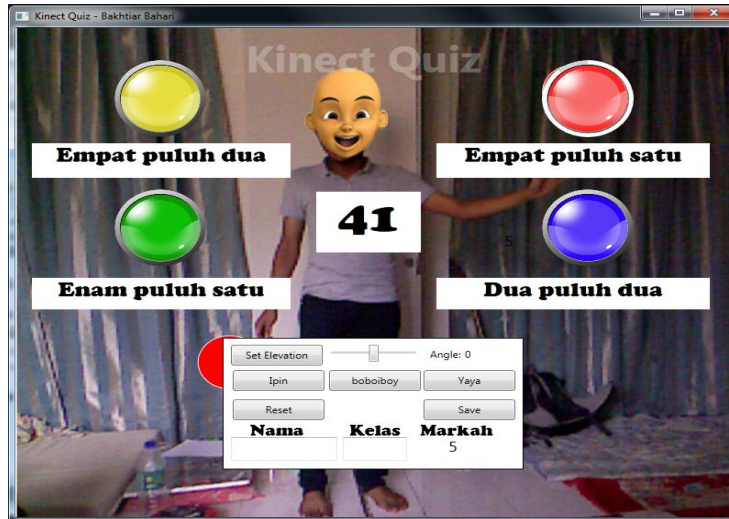 Kinect Quiz - Bakhtiar Bahari
Kinect Quiz
Empat puluh dua
Empat puluh satu
41
5
Enam puluh satu
Dua puluh dua
Set Elevation
Angle: 0
Ipin
boboiboy
Yaya
Reset
Save
Nama
Kelas
Markah
5